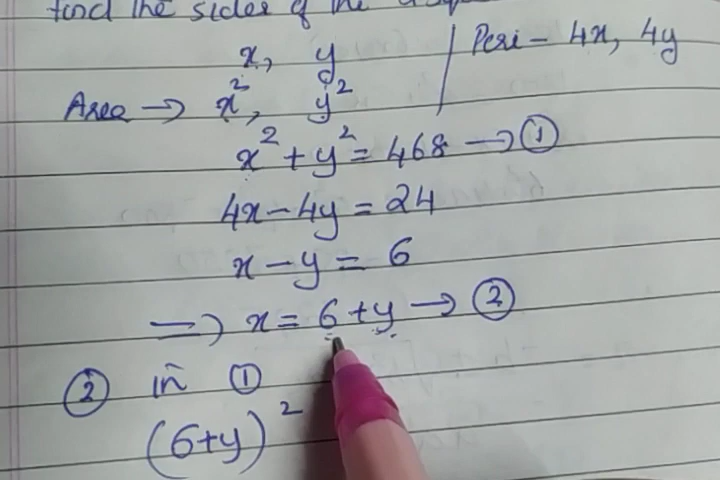 find the sides of the
x, y | Peri - 4x, 4y
Area → x², y²
x² + y² = 468 → ①
4x - 4y = 24
x - y = 6
⇒ x = 6 + y → ②
② in ①
(6+y)²